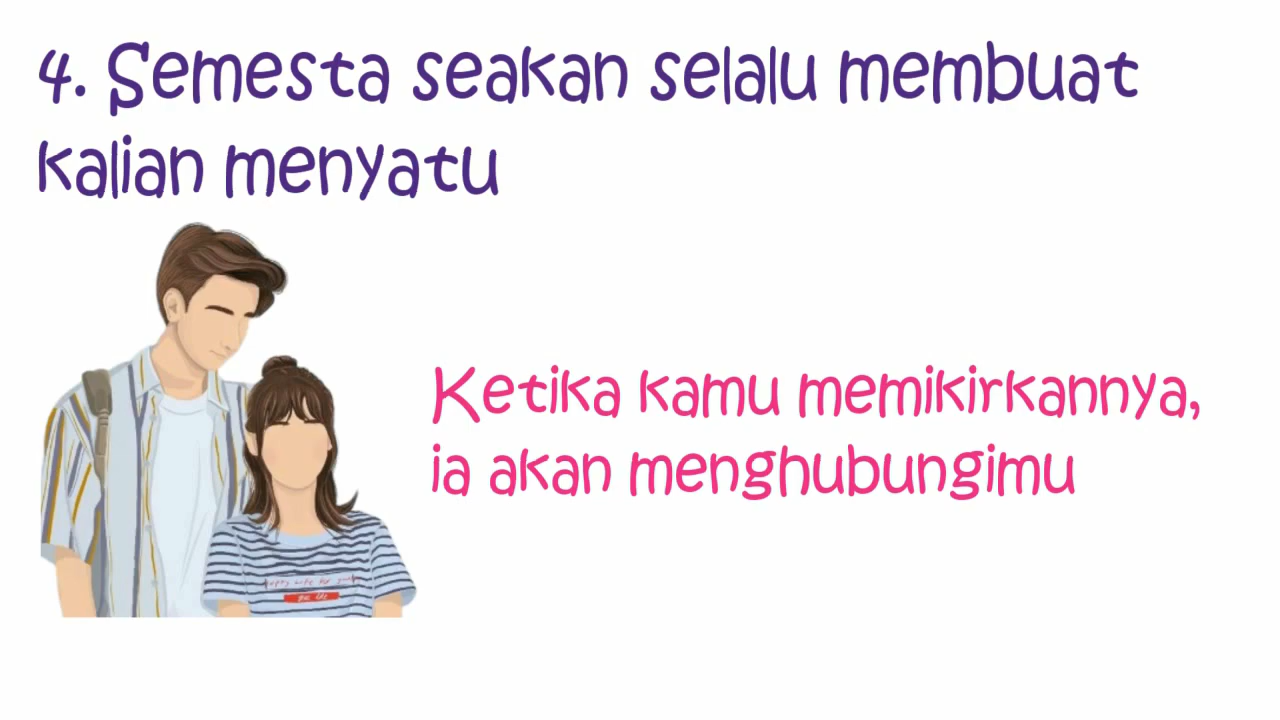 4. Semesta seakan selalu membuat
kalian menyatu
Ketika kamu memikirkannya,
ia akan menghubungimu